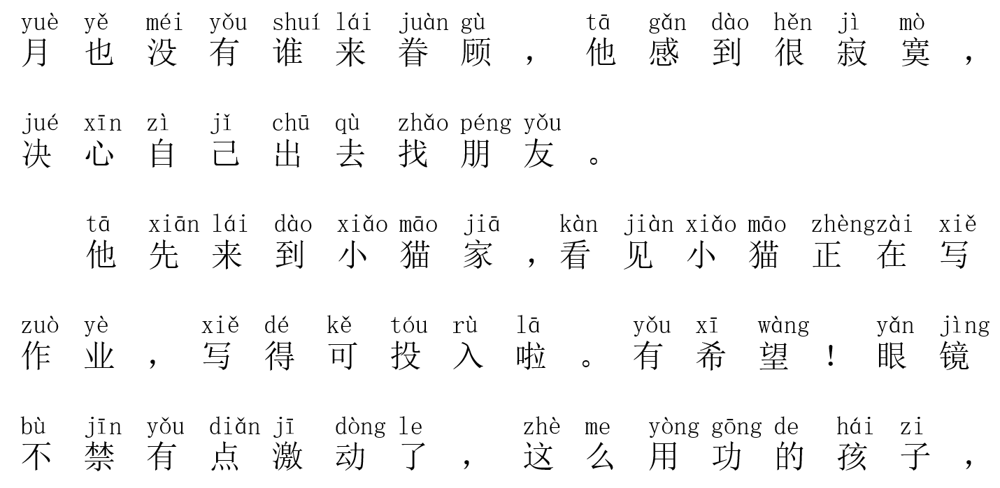 yuè yě méi yǒu shuí lái juàn gù tā gǎn dào hěn jì mò
月也没有谁来眷顾，他感到很寂寞，
jué xīn zì jǐ chū qù zhǎo péng yǒu
决心自己出去找朋友。
tā xiān lái dào xiǎo māo jiā kàn jiàn xiǎo māo zhèng zài xiě
他先来到小猫家，看见小猫正在写
zuò yè xiě dé kě tóu rù lā yǒu xī wàng yǎn jìng
作业，写得可投入啦。有希望！眼镜
bù jīn yǒu diǎn jī dòng le zhè me yòng gōng de hái zi
不禁有点激动了，这么用功的孩子，